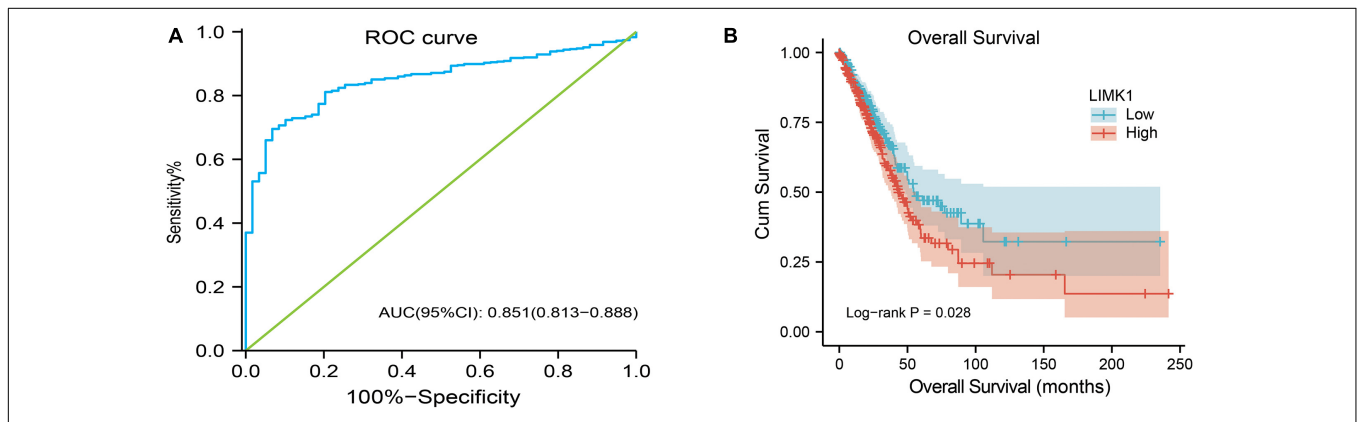 A
ROC curve
1.0
0.8
0.6
0.4
0.2
0.0
Sensitivity%
AUC(95%CI): 0.851(0.813−0.888)
0.0 0.2 0.4 0.6 0.8 1.0
100%−Specificity
B
Overall Survival
1.00
0.75
0.50
0.25
0.00
Cum Survival
LIMK1
Low
High
Log−rank P = 0.028
0 50 100 150 200 250
Overall Survival (months)